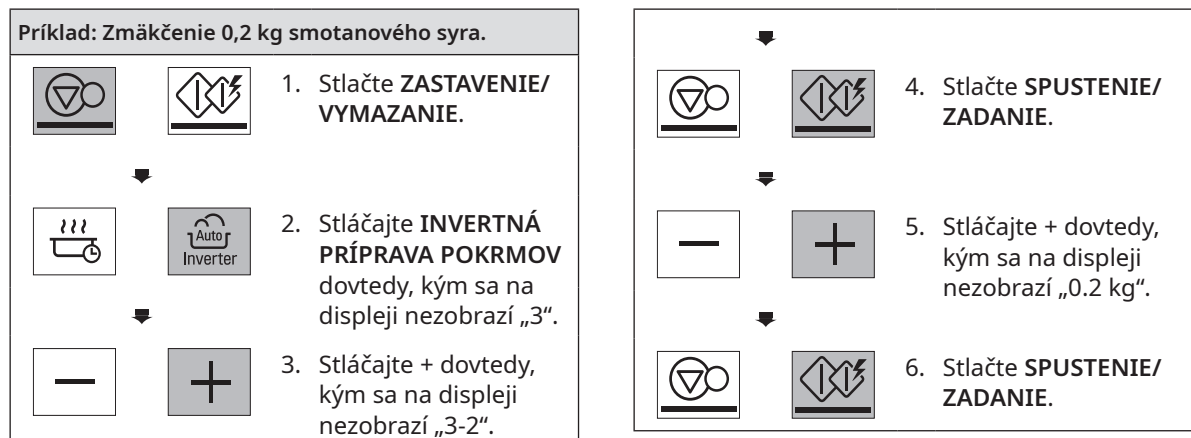 Príklad: Zmäkčenie 0,2 kg smotanového syra.
1. Stlačte ZASTAVENIE/
VYMAZANIE.
Auto
Inverter
2. Stláčajte INVERTNÁ
PRÍPRAVA POKRMOV
dovtedy, kým sa na
displeji nezobrazí „3“.
3. Stláčajte + dovtedy,
kým sa na displeji
nezobrazí „3-2“.
4. Stlačte SPUSTENIE/
ZADANIE.
5. Stláčajte + dovtedy,
kým sa na displeji
nezobrazí „0.2 kg“.
6. Stlačte SPUSTENIE/
ZADANIE.